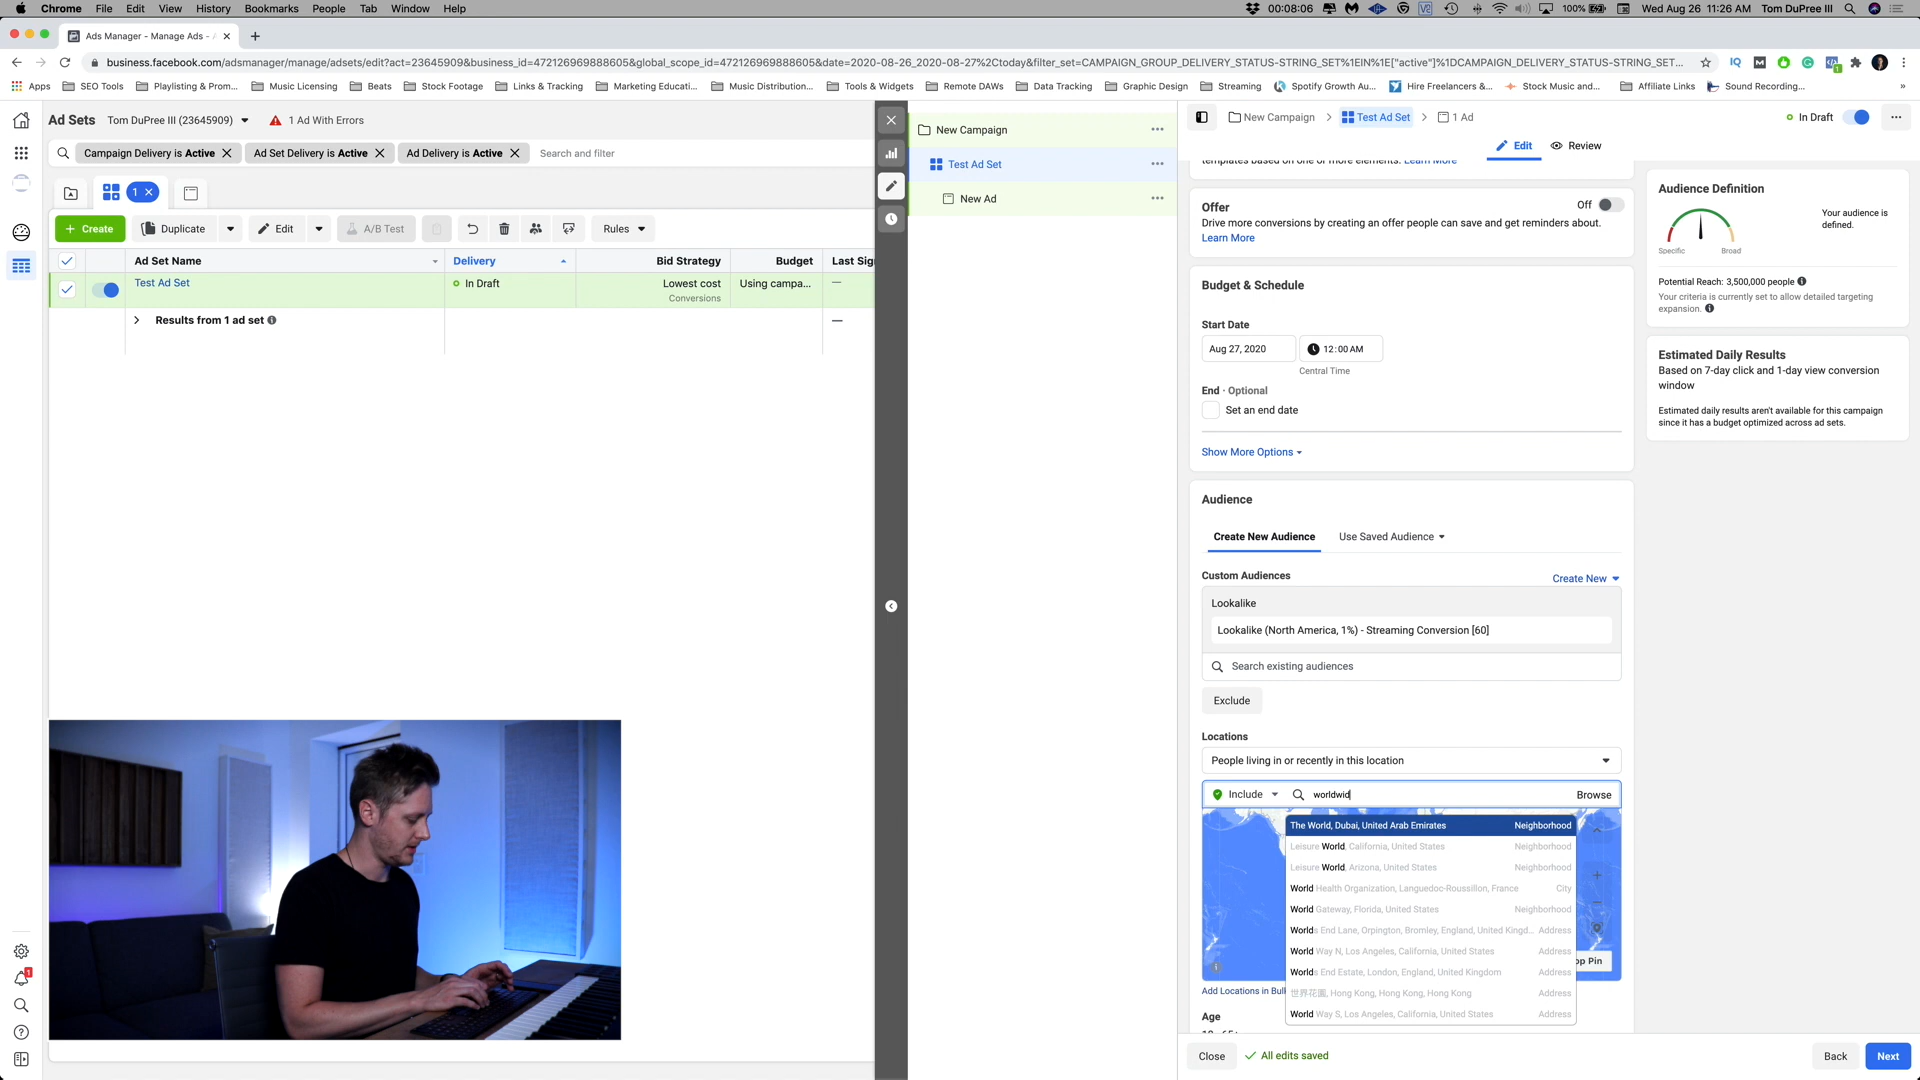 Chrome File Edit View History Bookmarks People Tab Window Help
00:08:06 100% Wed Aug 26 11:26 AM Tom DuPree III
Ads Manager - Manage Ads -
business.facebook.com/adsmanager/manage/adsets/edit?act=23645909&business_id=472126969888605&global_scope_id=472126969888605&date=2020-08-26_2020-08-27%2Ctoday&filter_set=CAMPAIGN_GROUP_DELIVERY_STATUS-STRING_SET%1EIN%1E["active"]%1DCAMPAIGN_DELIVERY_STATUS-STRING_SET...
Apps SEO Tools Playlisting & Prom... Music Licensing Beats Stock Footage Links & Tracking Marketing Educati... Music Distribution... Tools & Widgets Remote DAWs Data Tracking Graphic Design Streaming Spotify Growth Au... Hire Freelancers &... Stock Music and... Affiliate Links Sound Recording... »
Ad Sets Tom DuPree III (23645909) 1 Ad With Errors
Campaign Delivery is Active Ad Set Delivery is Active Ad Delivery is Active Search and filter
1
+ Create Duplicate Edit A/B Test Rules
Ad Set Name Delivery Bid Strategy Budget Last Sig
Test Ad Set In Draft Lowest cost Using campa... —
Conversions
Results from 1 ad set —
New Campaign
Test Ad Set
New Ad
New Campaign Test Ad Set 1 Ad In Draft
Edit Review
templates based on one or more elements. Learn More
Offer Off
Drive more conversions by creating an offer people can save and get reminders about.
Learn More
Budget & Schedule
Start Date
Aug 27, 2020 12:00 AM
Central Time
End · Optional
Set an end date
Show More Options
Audience
Create New Audience Use Saved Audience
Custom Audiences Create New
Lookalike
Lookalike (North America, 1%) - Streaming Conversion [60]
Search existing audiences
Exclude
Locations
People living in or recently in this location
Include worldwid Browse
The World, Dubai, United Arab Emirates Neighborhood
Leisure World, California, United States Neighborhood
Leisure World, Arizona, United States Neighborhood
World Health Organization, Languedoc-Roussillon, France City
World Gateway, Florida, United States Neighborhood
Worlds End Lane, Orpington, Bromley, England, United Kingd... Address
World Way N, Los Angeles, California, United States Address
Worlds End Estate, London, England, United Kingdom Address
世界花園, Hong Kong, Hong Kong, Hong Kong Address
World Way S, Los Angeles, California, United States Address
op Pin
Add Locations in Bulk
Age
Close All edits saved Back Next
Audience Definition
Your audience is
defined.
Specific Broad
Potential Reach: 3,500,000 people
Your criteria is currently set to allow detailed targeting
expansion.
Estimated Daily Results
Based on 7-day click and 1-day view conversion
window
Estimated daily results aren't available for this campaign
since it has a budget optimized across ad sets.
1